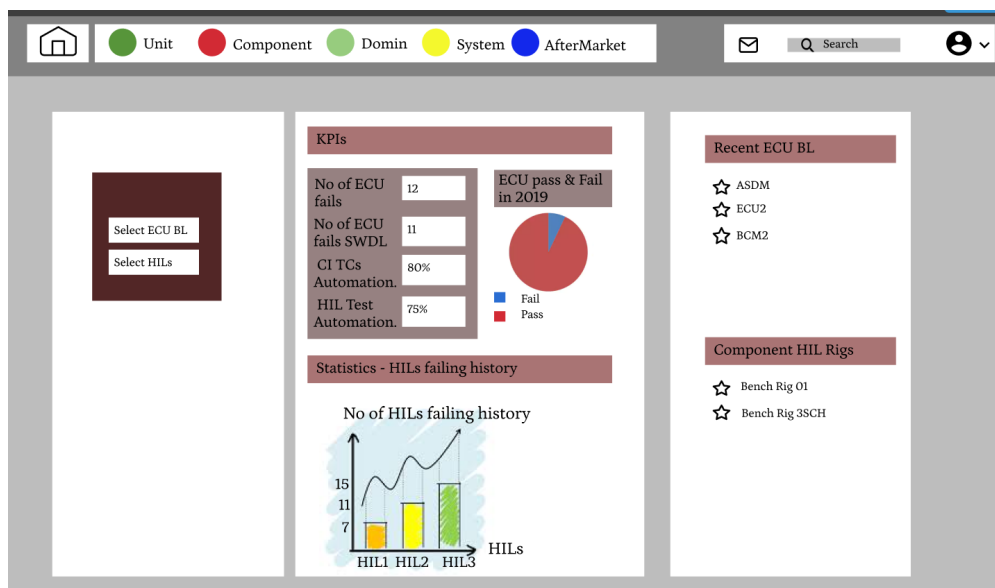 Unit
Component
Domin
System
AfterMarket
Search
Select ECU BL
Select HILs
KPIs
No of ECU
fails
12
No of ECU
fails SWDL
11
CI TCs
Automation.
80%
HIL Test
Automation.
75%
ECU pass & Fail
in 2019
Fail
Pass
Statistics - HILs failing history
No of HILs failing history
15
11
7
HILs
HIL1 HIL2 HIL3
Recent ECU BL
ASDM
ECU2
BCM2
Component HIL Rigs
Bench Rig 01
Bench Rig 3SCH